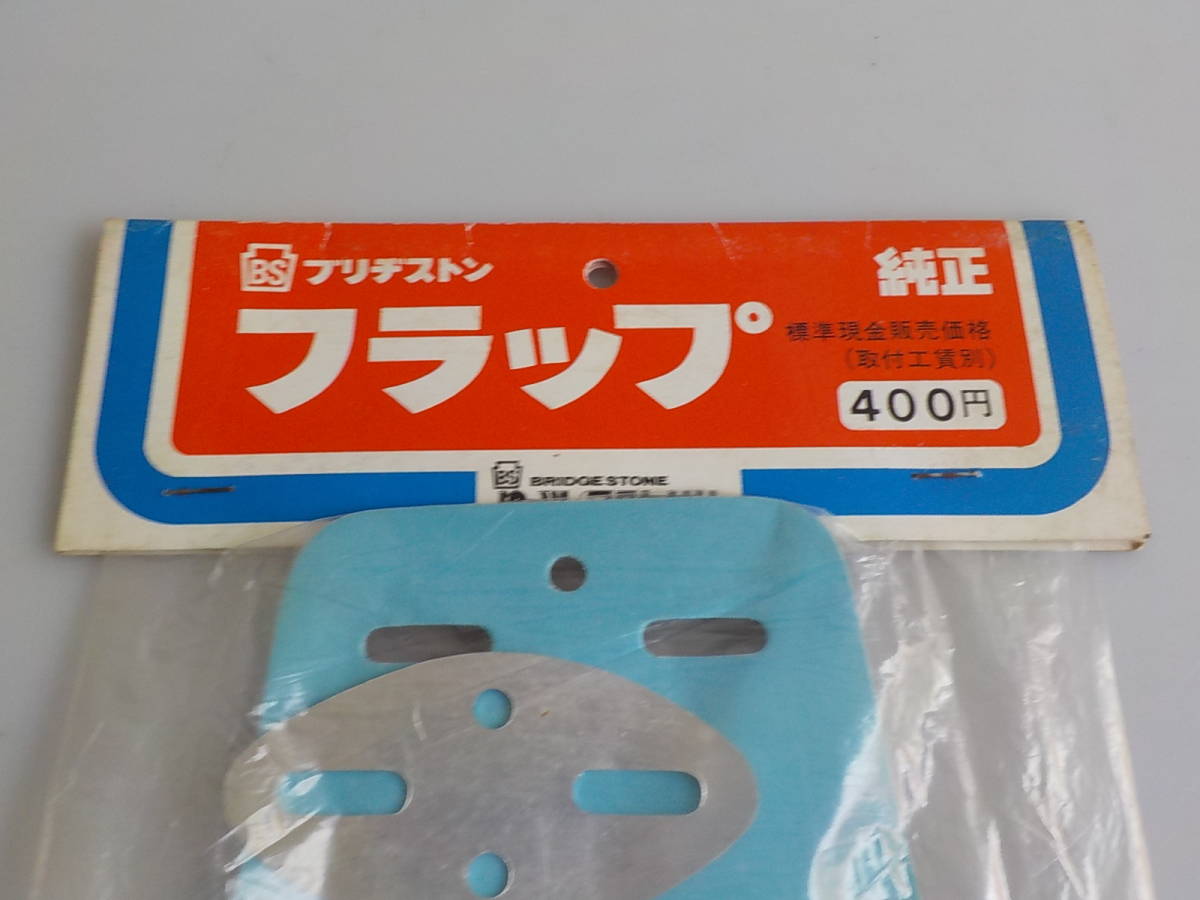 BS ブリヂストン
純正
フラップ
標準現金販売価格
(取付工賃別)
400円
BS BRIDGESTONE